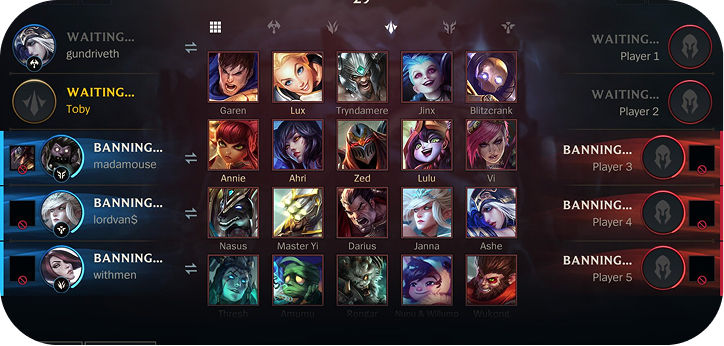 WAITING...
gundriveth
WAITING...
Toby
BANNING...
madamouse
BANNING...
lordvan$
BANNING...
withmen
Garen Lux Tryndamere Jinx Blitzcrank
Annie Ahri Zed Lulu Vi
Nasus Master Yi Darius Janna Ashe
Thresh Amumu Rengar Nunu & Willump Wukong
WAITING...
Player 1
WAITING...
Player 2
BANNING...
Player 3
BANNING...
Player 4
BANNING...
Player 5